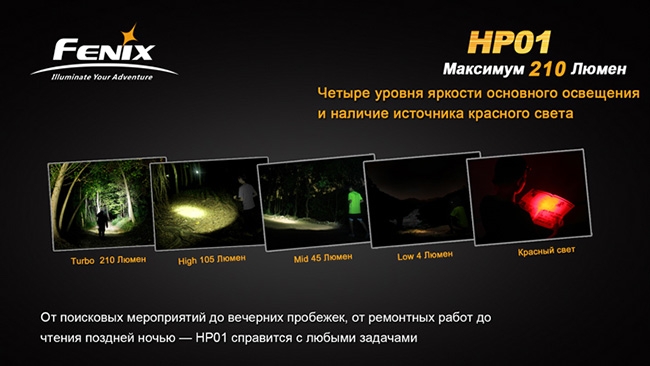 FENIX
Illuminate Your Adventure
HP01
Максимум 210 Люмен
Четыре уровня яркости основного освещения
и наличие источника красного света
Turbo 210 Люмен
High 105 Люмен
Mid 45 Люмен
Low 4 Люмен
Красный свет
От поисковых мероприятий до вечерних пробежек, от ремонтных работ до
чтения поздней ночью — HP01 справится с любыми задачами